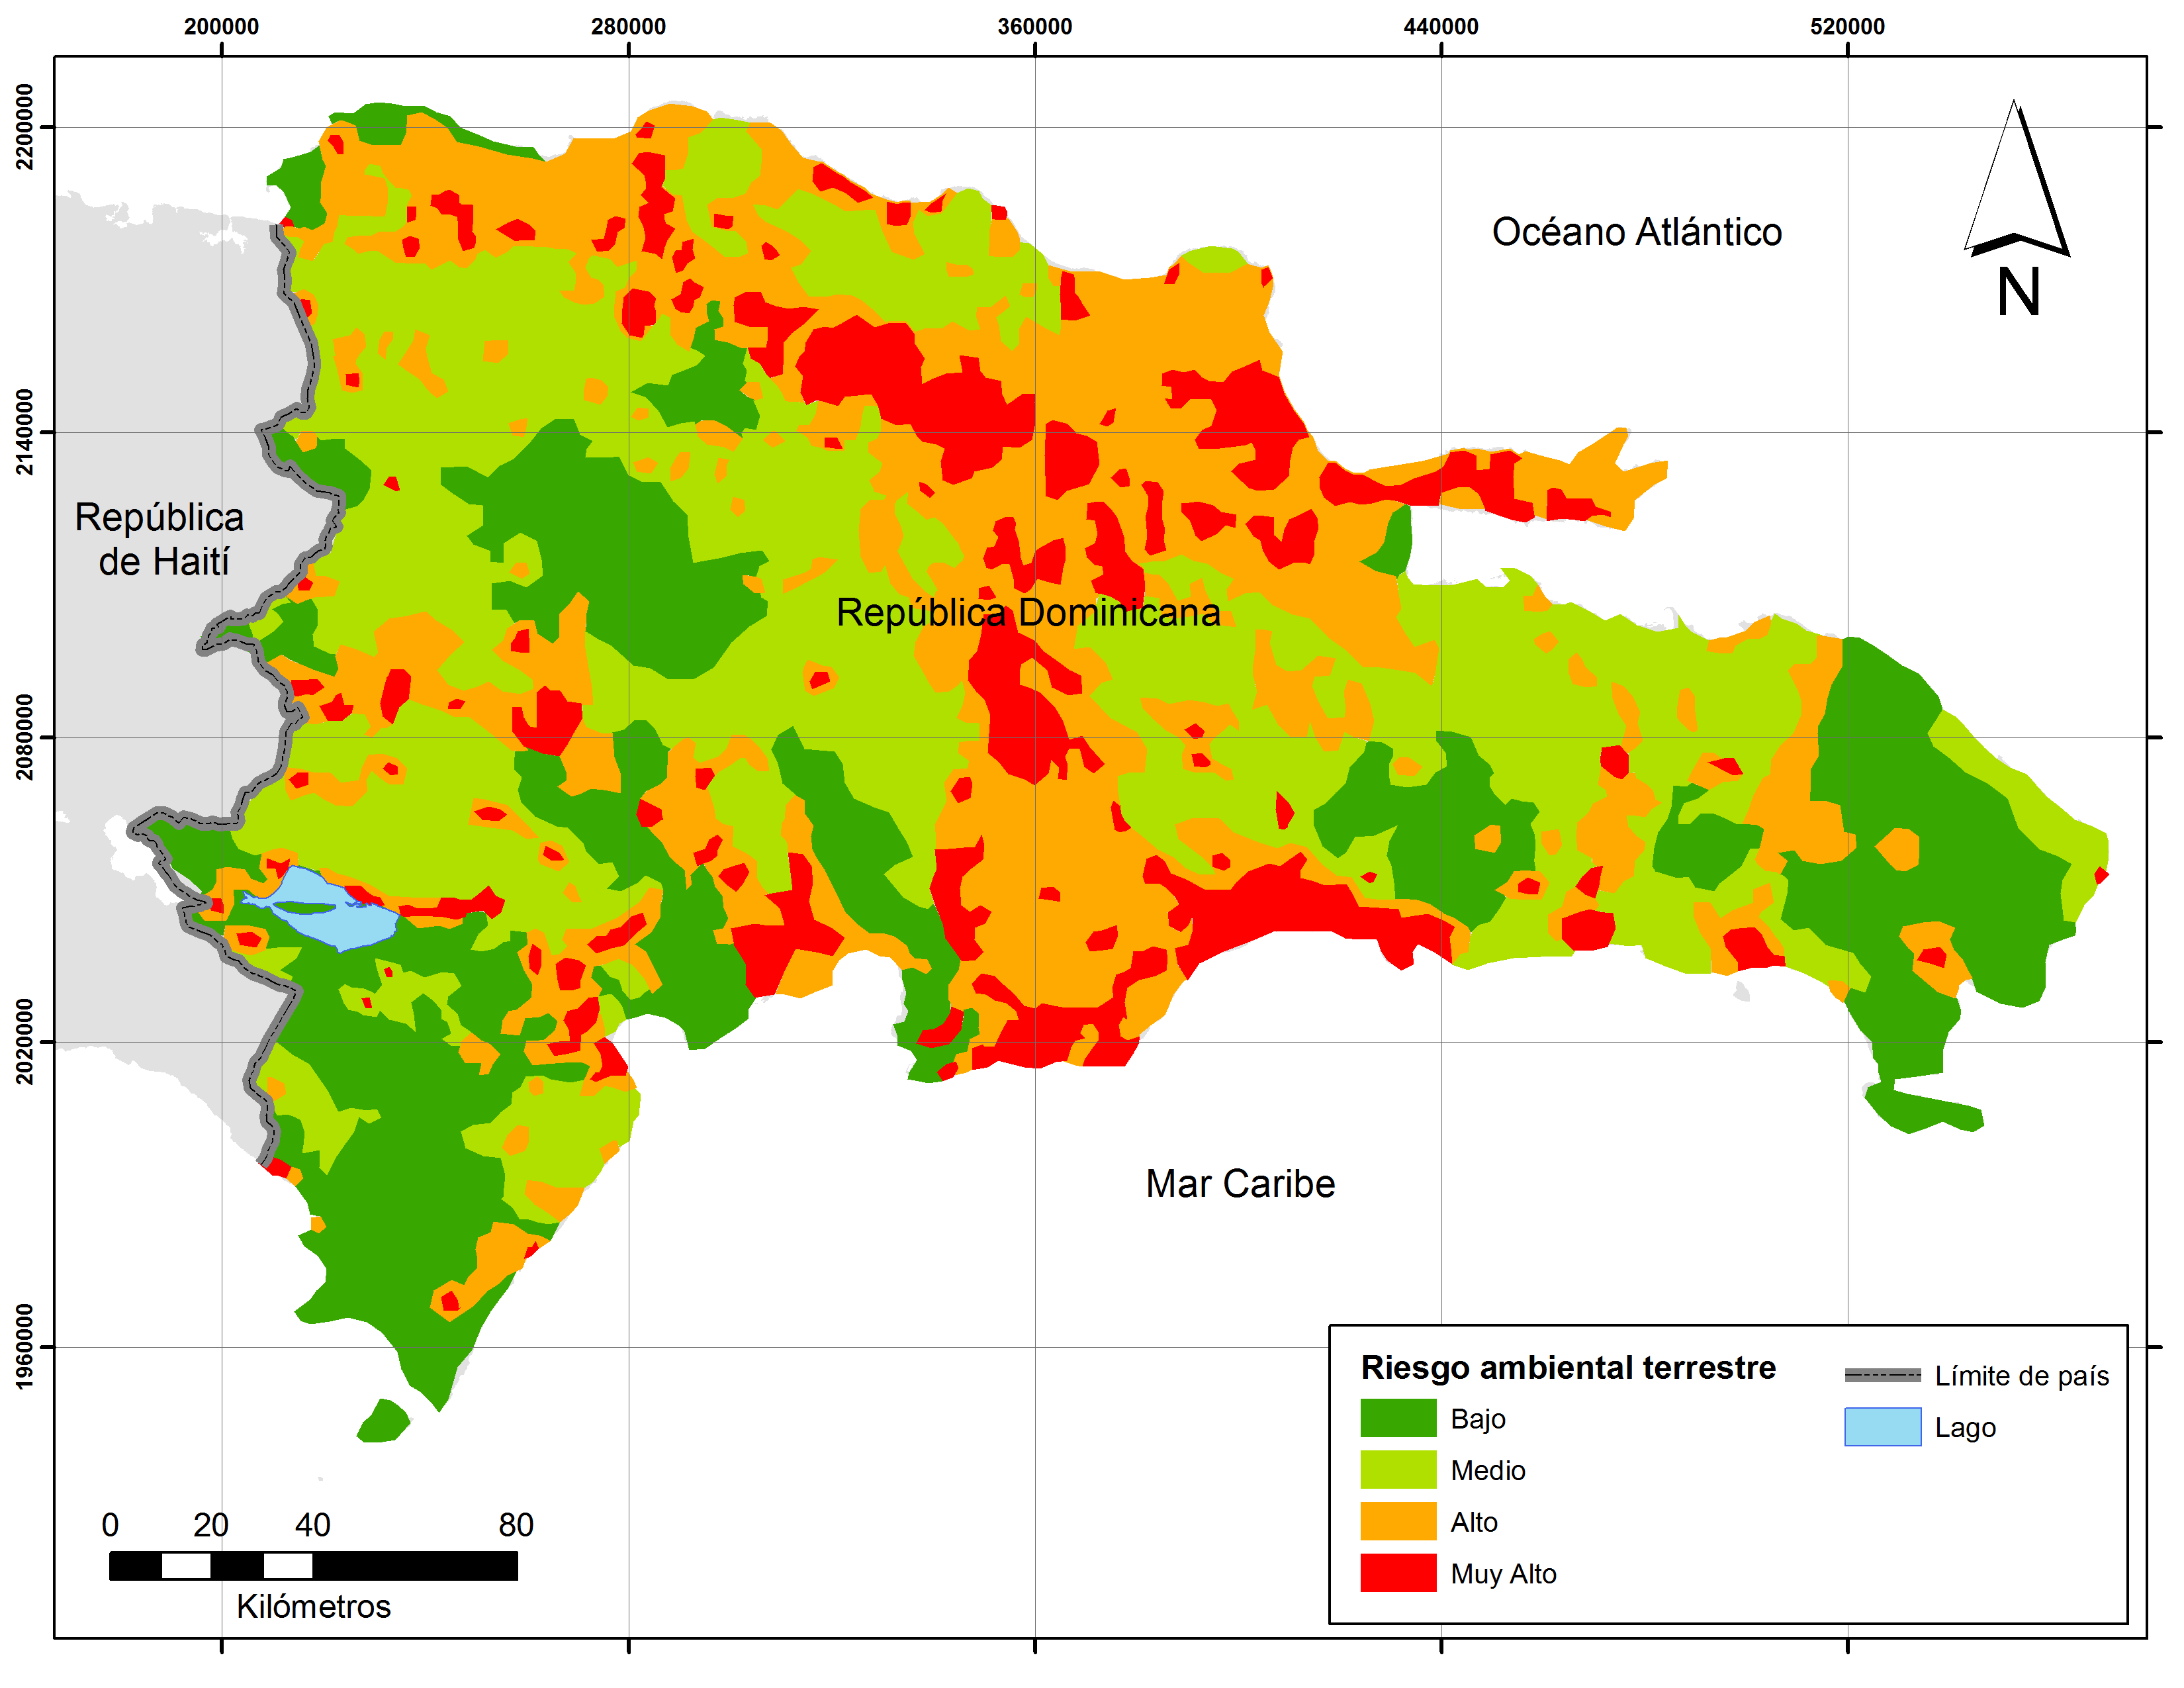 200000
280000
360000
440000
520000
2200000
2140000
2080000
2020000
1960000
Océano Atlántico
N
República
de Haití
República Dominicana
Mar Caribe
Riesgo ambiental terrestre
Bajo
Medio
Alto
Muy Alto
Límite de país
Lago
0 20 40 80
Kilómetros